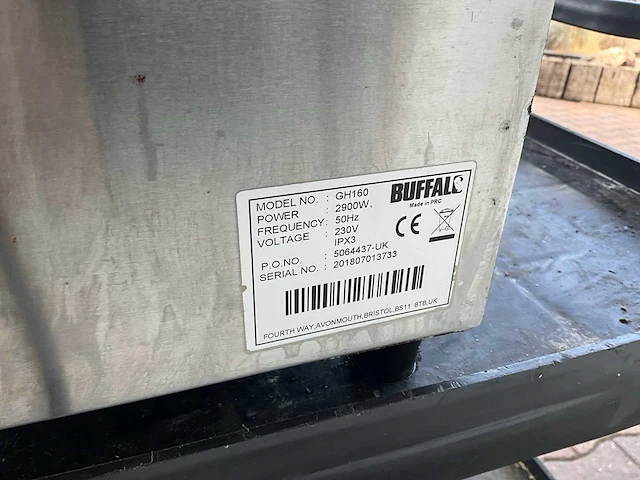 BUFFALO
Made in PRC
MODEL NO. : GH160
POWER : 2900W,
FREQUENCY: 50Hz
VOLTAGE : 230V
IPX3
P.O.NO. : 5064437-UK
SERIAL NO. : 201807013733
CE
FOURTH WAY,AVONMOUTH,BRISTOL,BS11 8TB,UK